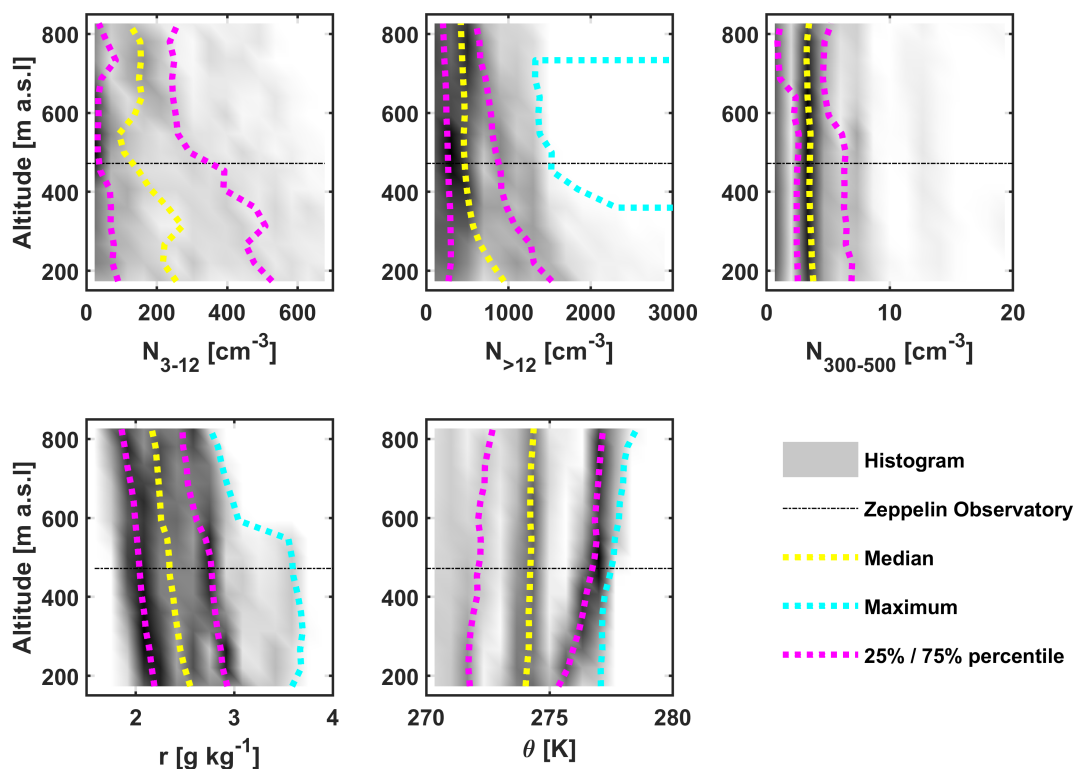 Altitude [m a.s.l]
800
600
400
200
0 200 400 600
N3-12 [cm-3]
800
600
400
200
0 1000 2000 3000
N>12 [cm-3]
800
600
400
200
0 10 20
N300-500 [cm-3]
Altitude [m a.s.l]
800
600
400
200
2 3 4
r [g kg-1]
800
600
400
200
270 275 280
θ [K]
Histogram
Zeppelin Observatory
Median
Maximum
25% / 75% percentile